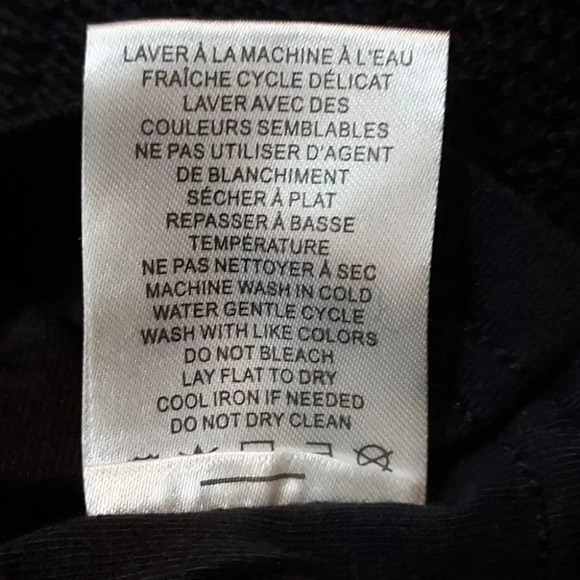 LAVER À LA MACHINE À L'EAU
FRAÎCHE CYCLE DÉLICAT
LAVER AVEC DES
COULEURS SEMBLABLES
NE PAS UTILISER D'AGENT
DE BLANCHIMENT
SÉCHER À PLAT
REPASSER À BASSE
TEMPÉRATURE
NE PAS NETTOYER À SEC
MACHINE WASH IN COLD
WATER GENTLE CYCLE
WASH WITH LIKE COLORS
DO NOT BLEACH
LAY FLAT TO DRY
COOL IRON IF NEEDED
DO NOT DRY CLEAN